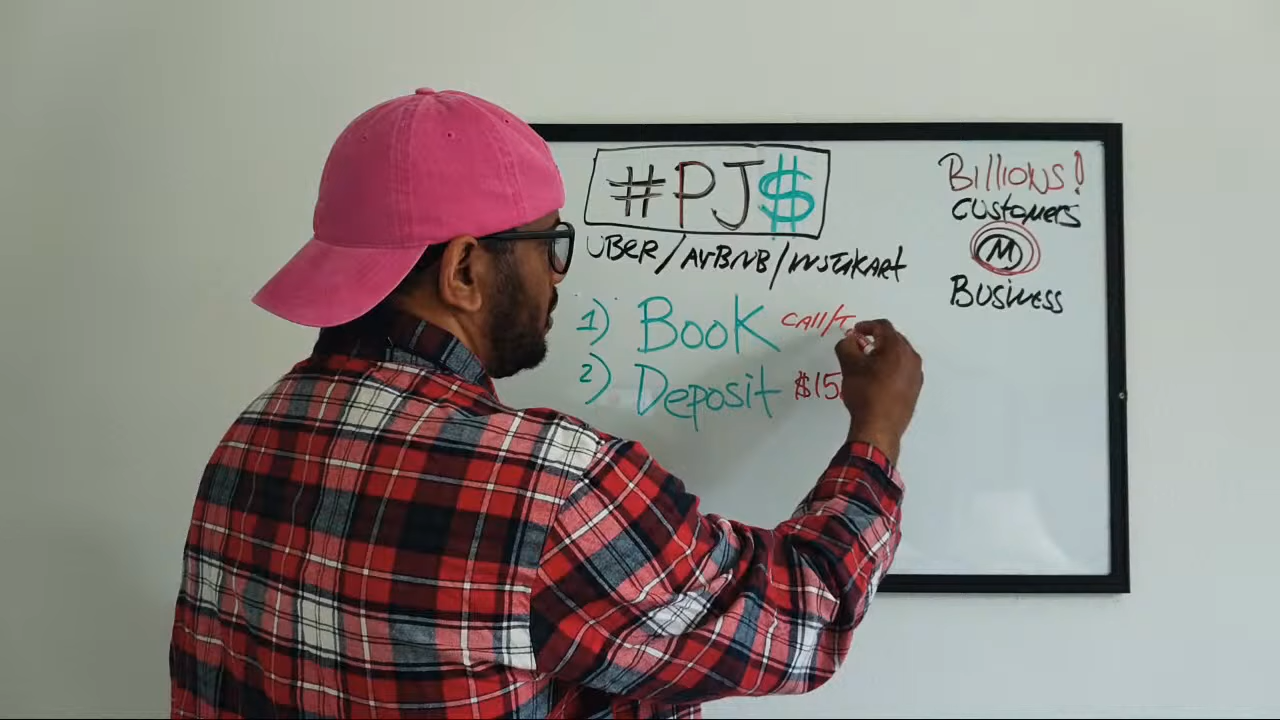 #PJ$
UBER/AIRBNB/INSTAKART
1) Book CALL/T
2) Deposit $15
Billions!
CUSTOMERS
M
Business